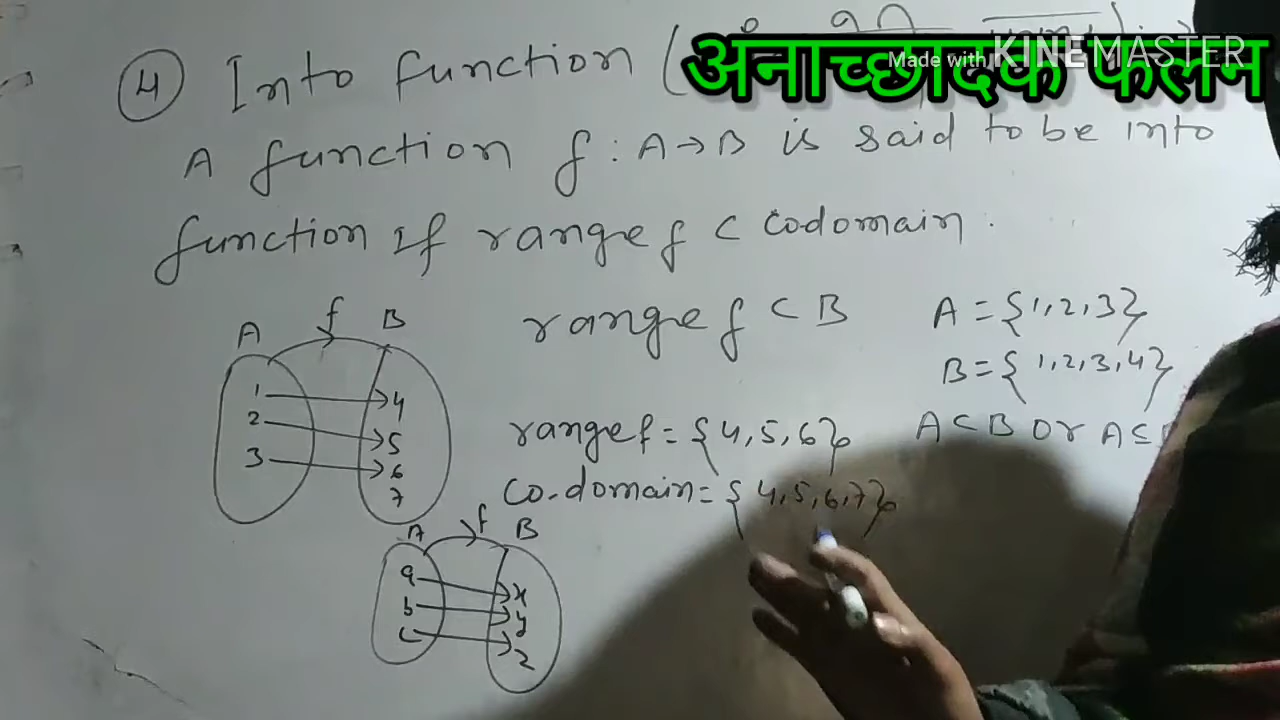 ④ Into function (
अनाच्छादक फलन
Made with KINEMASTER
A function f : A→B is said to be into
function if range f ⊂ Codomain.
range f ⊂ B
A = {1,2,3}
B = {1,2,3,4}
A⊂B or A⊆
range f = {4,5,6}
Co-domain = {4,5,6,7}
A f B
1 4
2 5
3 6
7
A f B
a x
b y
c z